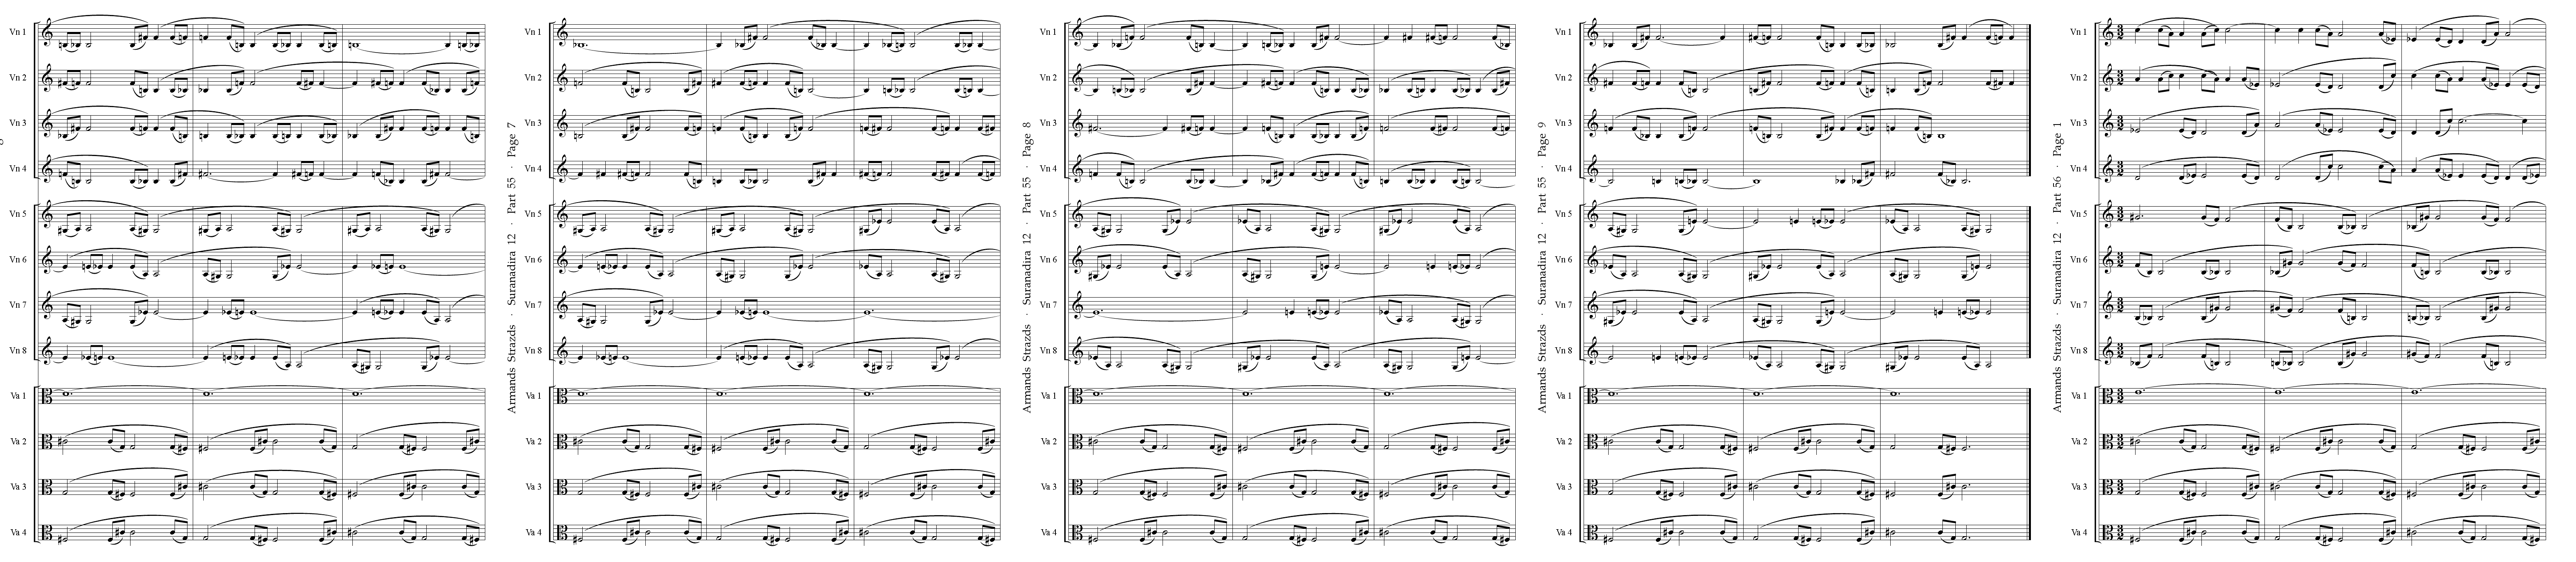 Vn 1
Vn 2
Vn 3
Vn 4
Vn 5
Vn 6
Vn 7
Vn 8
Va 1
Va 2
Va 3
Va 4
Armands Strazds · Suranadira 12 · Part 55 · Page 7
Vn 1
Vn 2
Vn 3
Vn 4
Vn 5
Vn 6
Vn 7
Vn 8
Va 1
Va 2
Va 3
Va 4
Armands Strazds · Suranadira 12 · Part 55 · Page 8
Vn 1
Vn 2
Vn 3
Vn 4
Vn 5
Vn 6
Vn 7
Vn 8
Va 1
Va 2
Va 3
Va 4
Armands Strazds · Suranadira 12 · Part 55 · Page 9
Vn 1
Vn 2
Vn 3
Vn 4
Vn 5
Vn 6
Vn 7
Vn 8
Va 1
Va 2
Va 3
Va 4
Armands Strazds · Suranadira 12 · Part 56 · Page 1
Vn 1
Vn 2
Vn 3
Vn 4
Vn 5
Vn 6
Vn 7
Vn 8
Va 1
Va 2
Va 3
Va 4